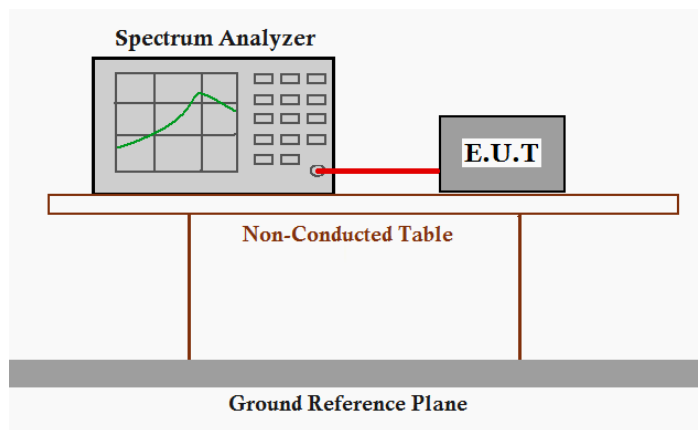 Spectrum Analyzer
E.U.T
Non-Conducted Table
Ground Reference Plane